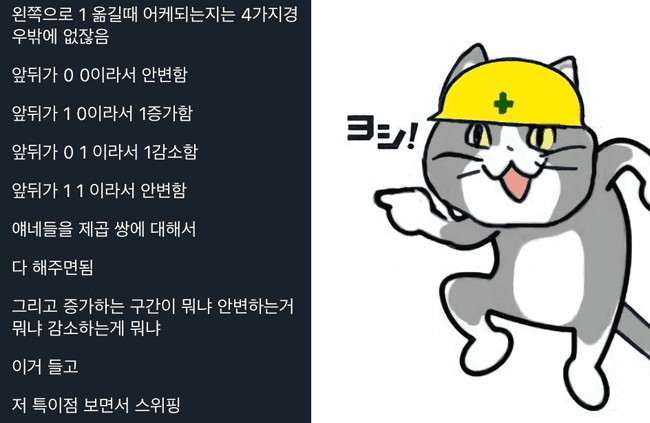 왼쪽으로 1 옮길때 어케되는지는 4가지경
우밖에 없잖음
앞뒤가 0 0이라서 안변함
앞뒤가 1 0이라서 1증가함
앞뒤가 0 1 이라서 1감소함
앞뒤가 1 1 이라서 안변함
얘네들을 제곱 쌍에 대해서
다 해주면됨
그리고 증가하는 구간이 뭐냐 안변하는거
뭐냐 감소하는게 뭐냐
이거 들고
저 특이점 보면서 스위핑
ヨシ!